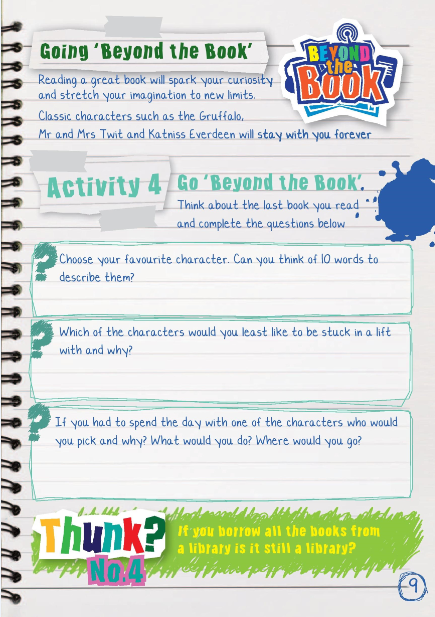 Going 'Beyond the Book'
BEYOND
the
BOOK
Reading a great book will spark your curiosity
and stretch your imagination to new limits.
Classic characters such as the Gruffalo,
Mr and Mrs Twit and Katniss Everdeen will stay with you forever
Activity 4
Go 'Beyond the Book'.
Think about the last book you read
and complete the questions below
? Choose your favourite character. Can you think of 10 words to
describe them?
? Which of the characters would you least like to be stuck in a lift
with and why?
? If you had to spend the day with one of the characters who would
you pick and why? What would you do? Where would you go?
Thunk?
No.4
If you borrow all the books from
a library is it still a library?
9